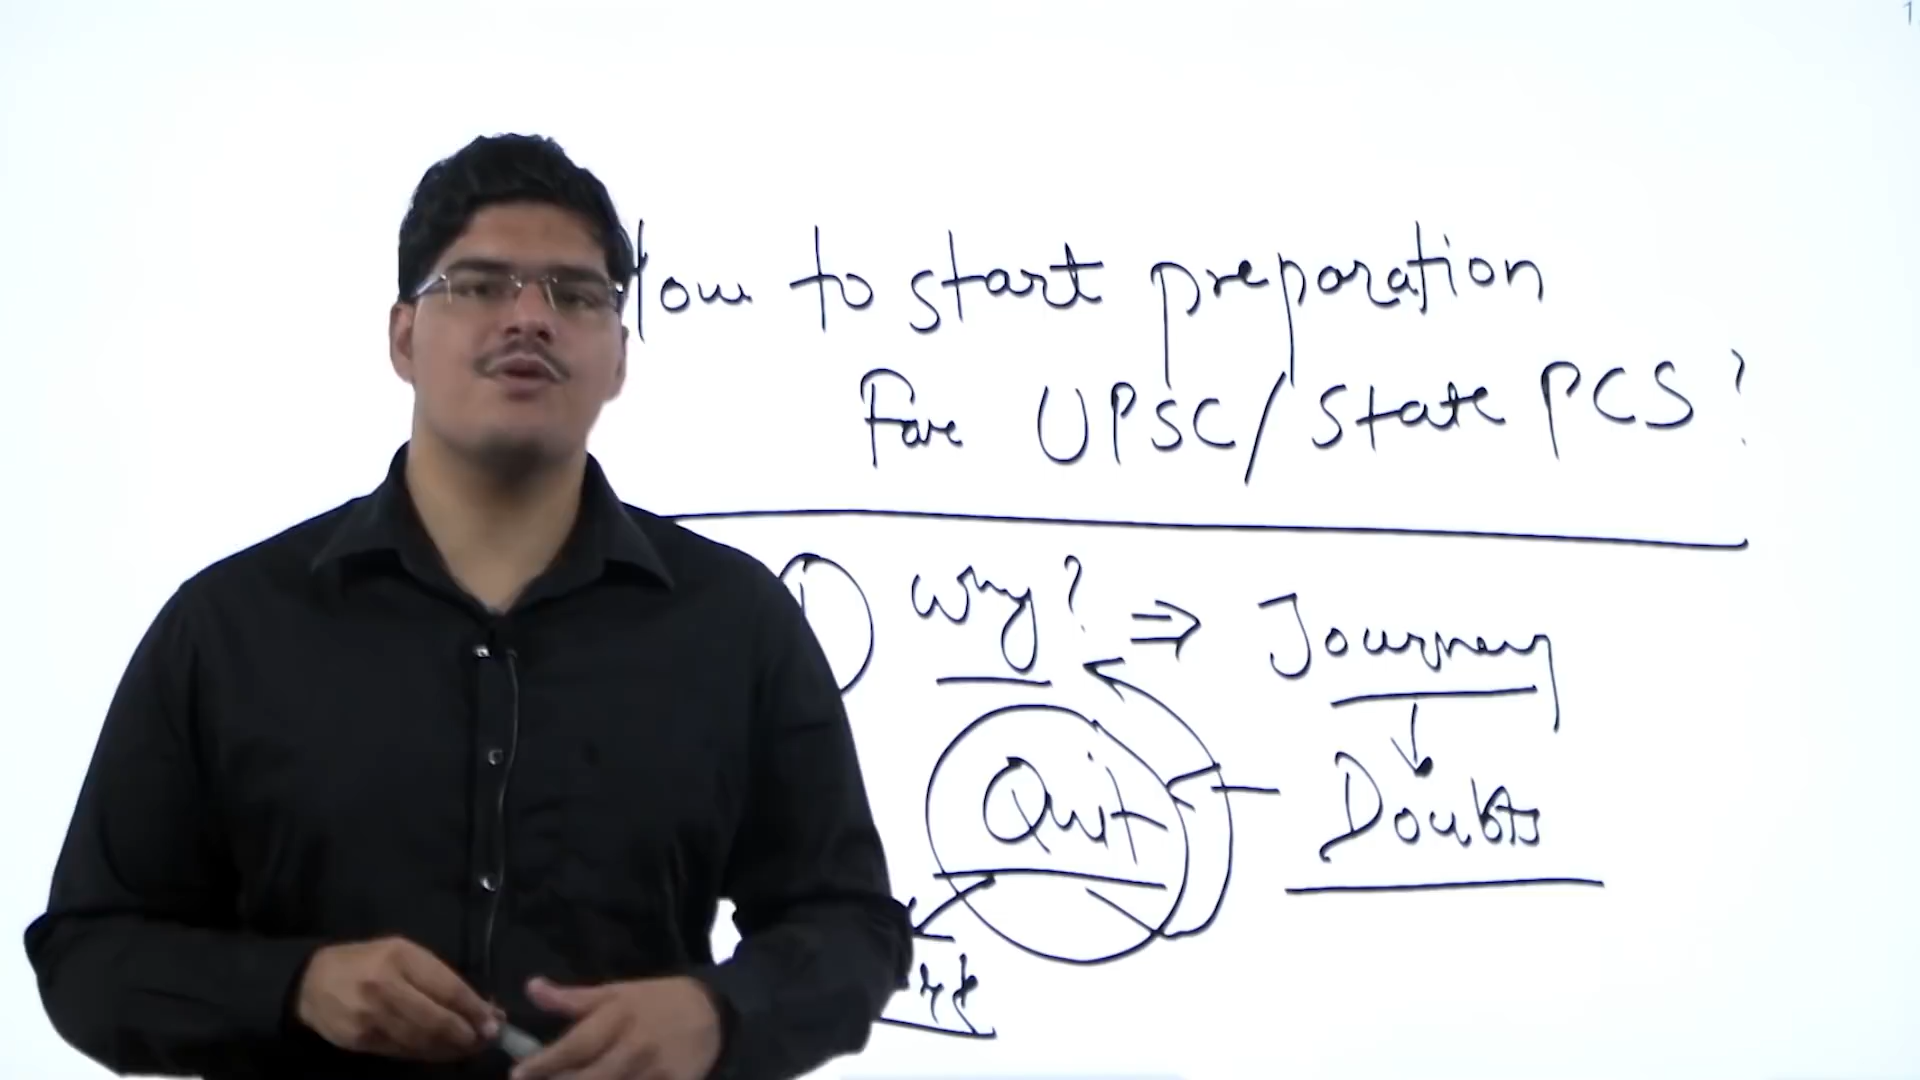 How to start preparation
For UPSC/State PCS?
Why? ⇒ Journey
Quit ← Doubts